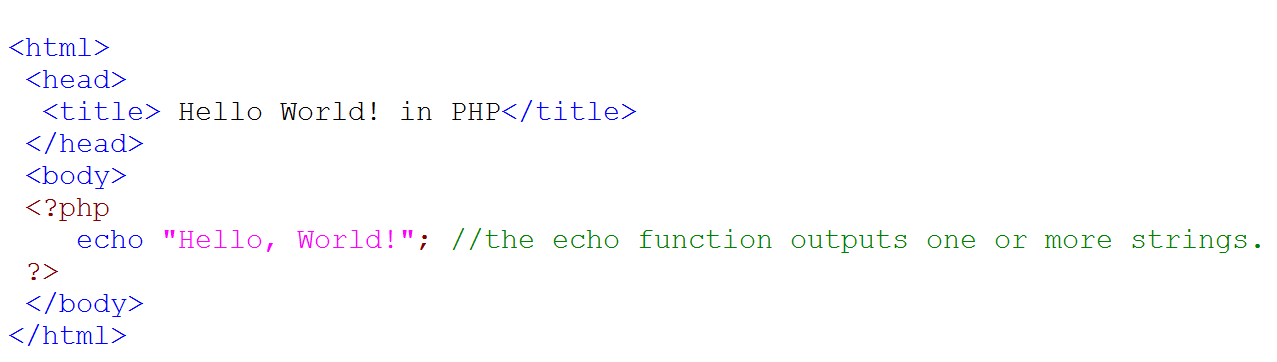 <html>
 <head>
  <title> Hello World! in PHP</title>
 </head>
 <body>
 <?php
    echo "Hello, World!"; //the echo function outputs one or more strings.
 ?>
 </body>
</html>